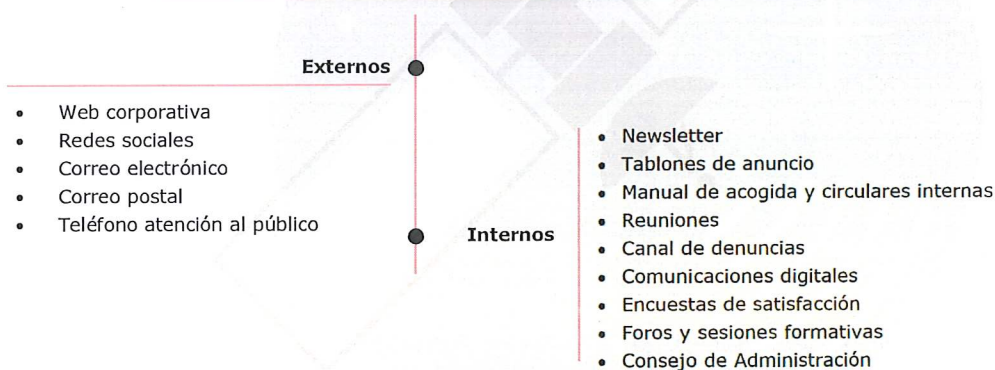 Externos
• Web corporativa
• Redes sociales
• Correo electrónico
• Correo postal
• Teléfono atención al público
Internos
• Newsletter
• Tablones de anuncio
• Manual de acogida y circulares internas
• Reuniones
• Canal de denuncias
• Comunicaciones digitales
• Encuestas de satisfacción
• Foros y sesiones formativas
• Consejo de Administración